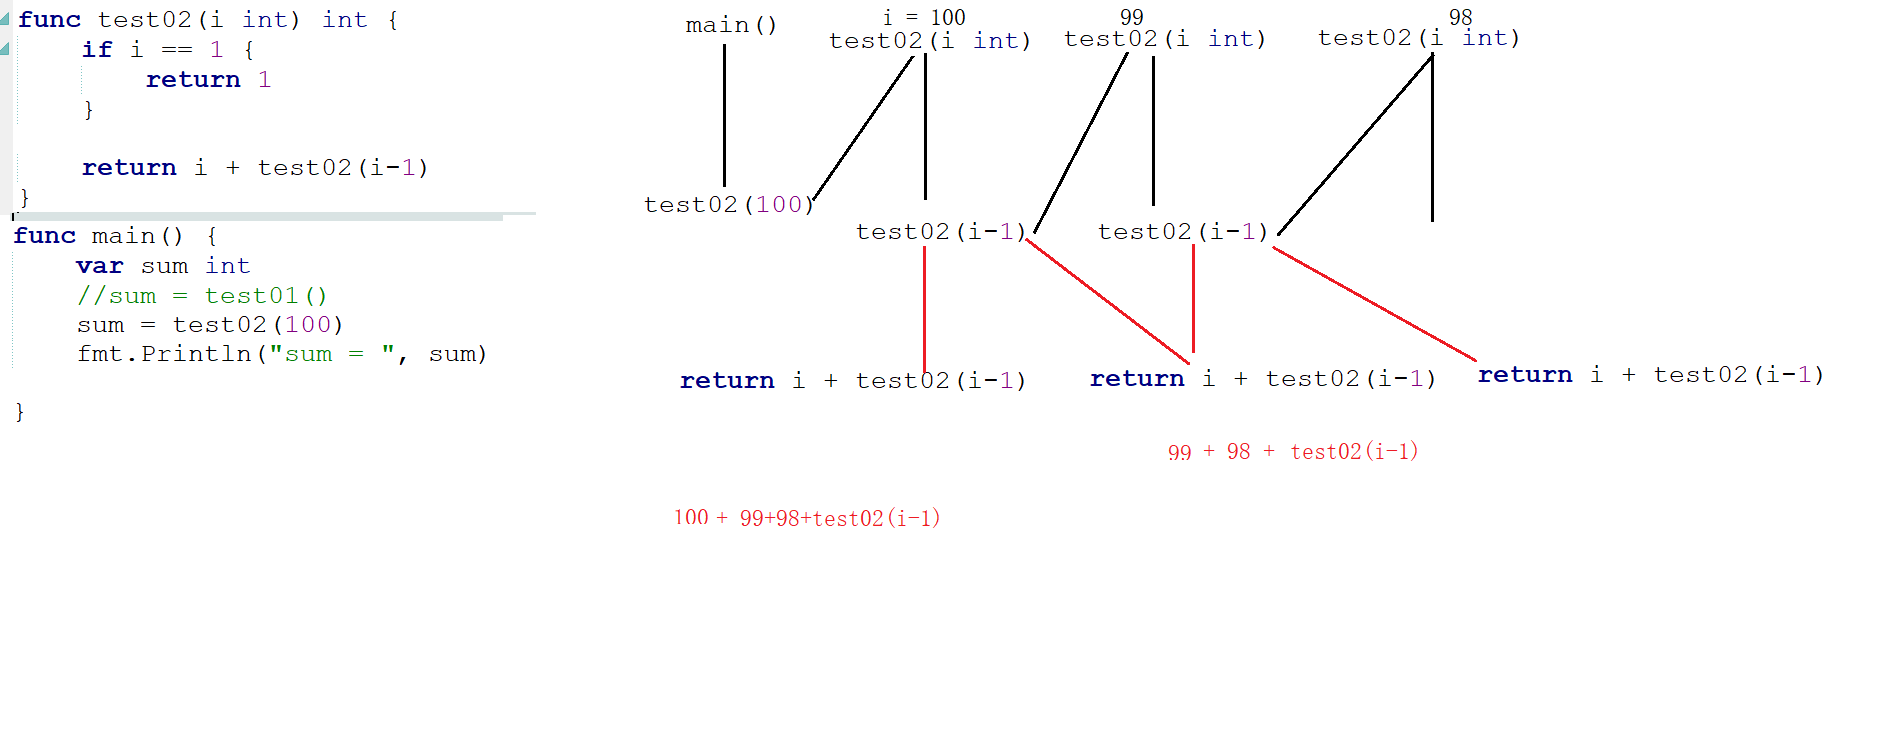 func test02(i int) int {
if i == 1 {
return 1
}
return i + test02(i-1)
}
func main() {
var sum int
//sum = test01()
sum = test02(100)
fmt.Println("sum = ", sum)
}
main()
i = 100
test02(i int)
99
test02(i int)
98
test02(i int)
test02(100)
test02(i-1)
test02(i-1)
return i + test02(i-1)
return i + test02(i-1)
return i + test02(i-1)
99 + 98 + test02(i-1)
100 + 99+98+test02(i-1)